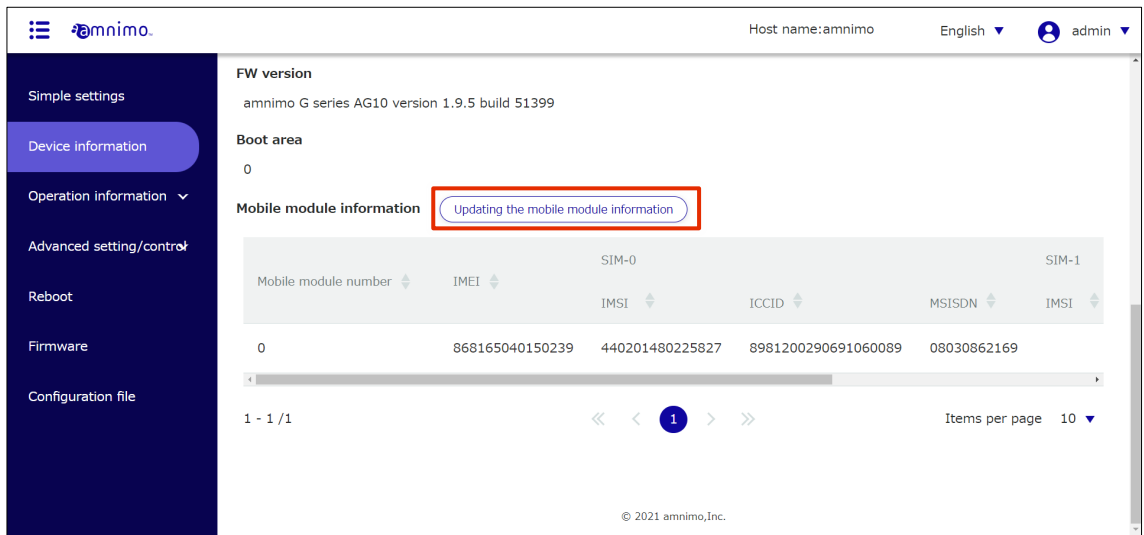 amnimo
Host name:amnimo
English
admin
Simple settings
Device information
Operation information
Advanced setting/control
Reboot
Firmware
Configuration file
FW version
amnimo G series AG10 version 1.9.5 build 51399
Boot area
0
Mobile module information
Updating the mobile module information
SIM-0 SIM-1
Mobile module number IMEI
IMSI ICCID MSISDN IMSI
0 868165040150239 440201480225827 8981200290691060089 08030862169
1 - 1 /1
1
Items per page 10
© 2021 amnimo,Inc.